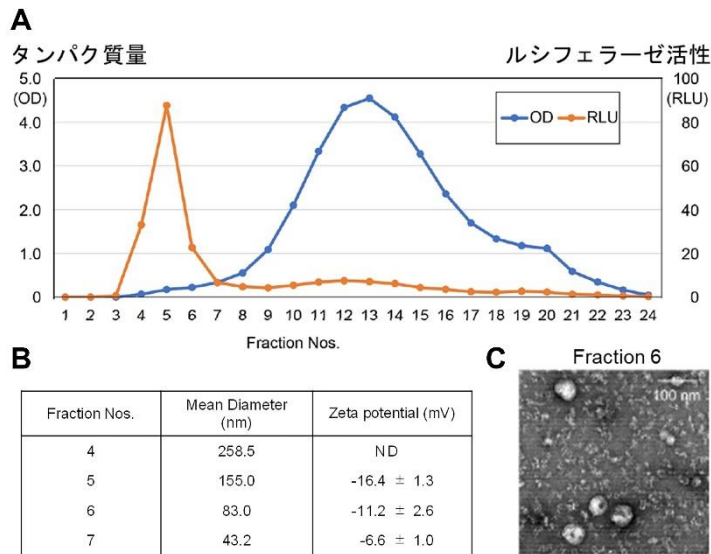 A
タンパク質量
ルシフェラーゼ活性
5.0
(OD)
4.0
3.0
2.0
1.0
0
100
(RLU)
80
60
40
20
0
OD RLU
1 2 3 4 5 6 7 8 9 10 11 12 13 14 15 16 17 18 19 20 21 22 23 24
Fraction Nos.
B
Fraction Nos. Mean Diameter (nm) Zeta potential (mV)
4 258.5 ND
5 155.0 -16.4 ± 1.3
6 83.0 -11.2 ± 2.6
7 43.2 -6.6 ± 1.0
C
Fraction 6
100 nm